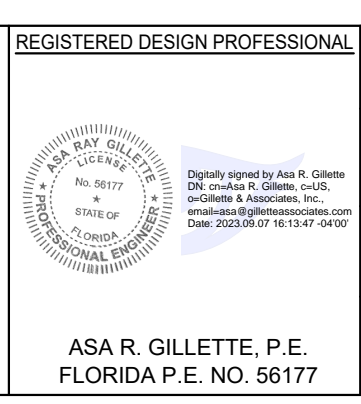 REGISTERED DESIGN PROFESSIONAL
ASA RAY GILLETTE
LICENSE
No. 56177
★
STATE OF
FLORIDA
★ PROFESSIONAL ENGINEER ★
Digitally signed by Asa R. Gillette
DN: cn=Asa R. Gillette, c=US,
o=Gillette & Associates, Inc.,
email=asa@gilletteassociates.com
Date: 2023.09.07 16:13:47 -04'00'
ASA R. GILLETTE, P.E.
FLORIDA P.E. NO. 56177